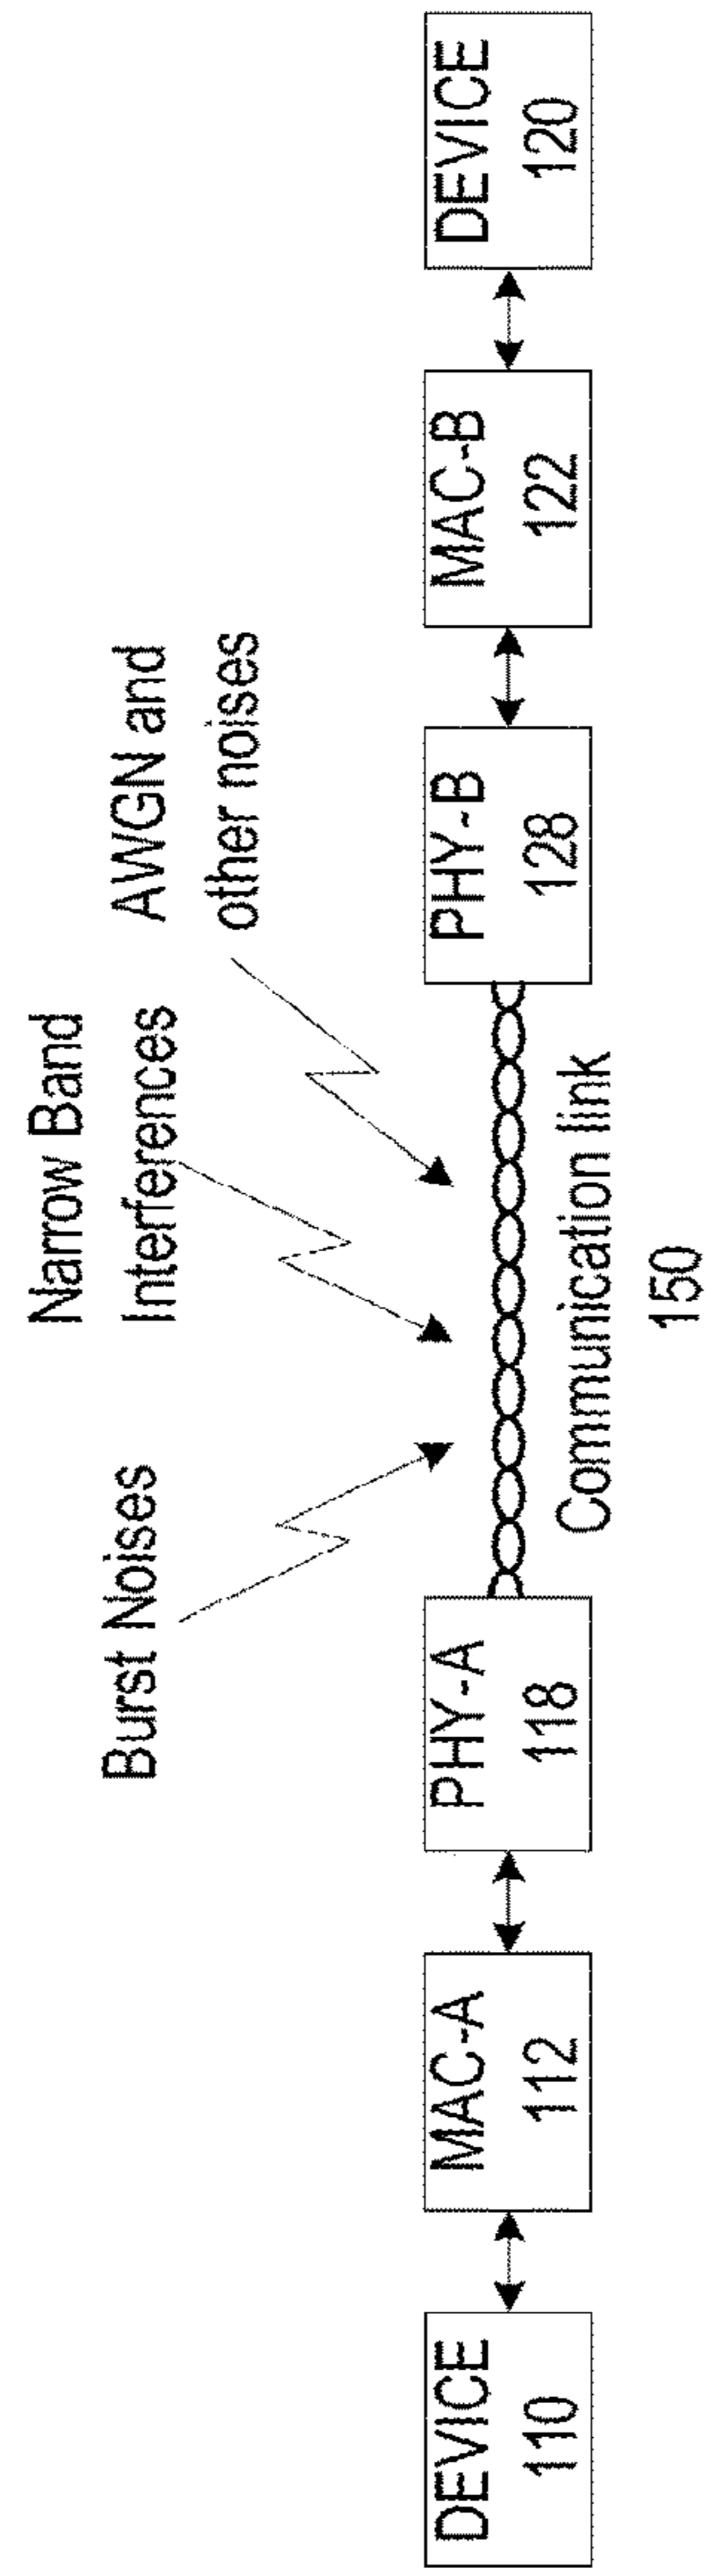 Burst Noises
Narrow Band
Interferences
AWGN and
other noises
DEVICE
110
MAC-A
112
PHY-A
118
Communication link
150
PHY-B
128
MAC-B
122
DEVICE
120